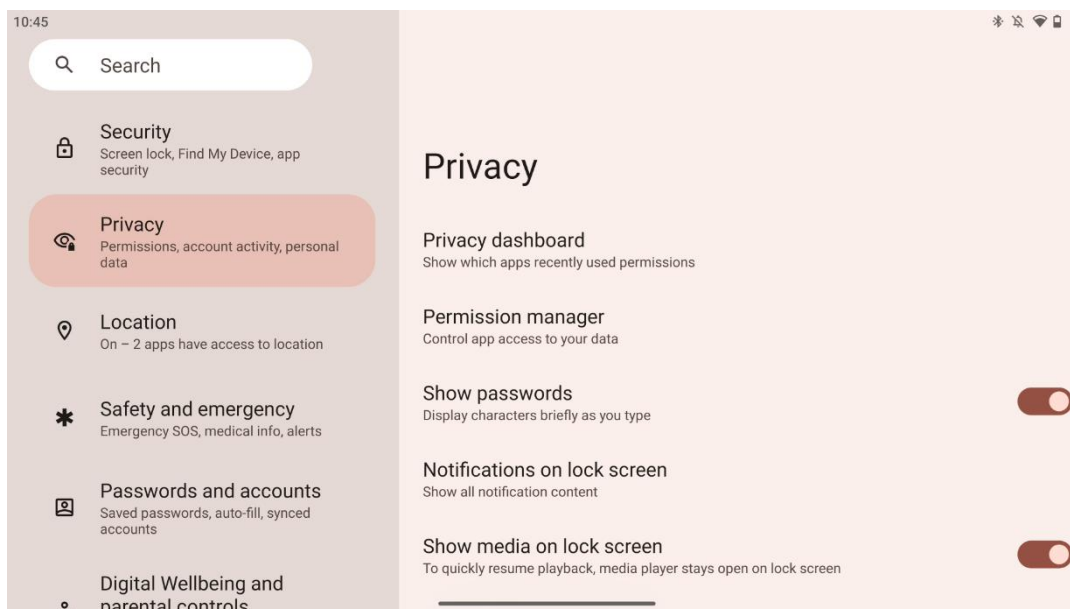 10:45
Search
Security
Screen lock, Find My Device, app
security
Privacy
Permissions, account activity, personal
data
Location
On – 2 apps have access to location
Safety and emergency
Emergency SOS, medical info, alerts
Passwords and accounts
Saved passwords, auto-fill, synced
accounts
Digital Wellbeing and
parental controls
Privacy
Privacy dashboard
Show which apps recently used permissions
Permission manager
Control app access to your data
Show passwords
Display characters briefly as you type
Notifications on lock screen
Show all notification content
Show media on lock screen
To quickly resume playback, media player stays open on lock screen